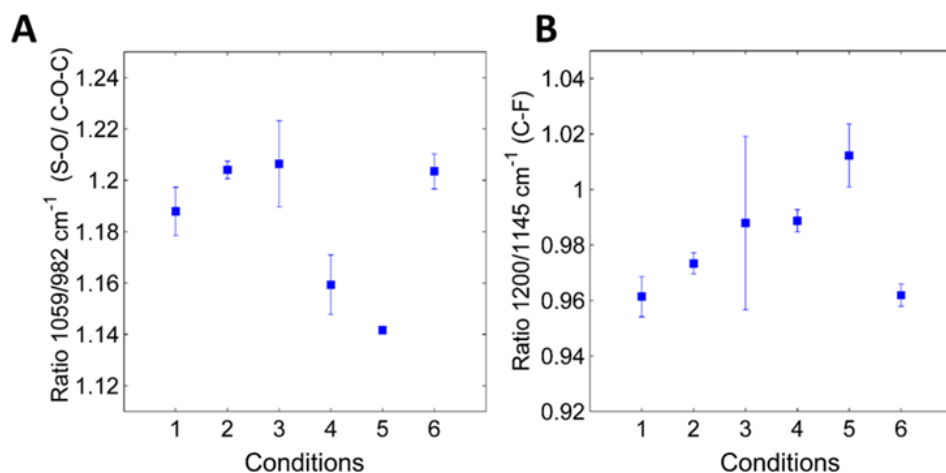 A
Ratio 1059/982 cm⁻¹ (S-O/ C-O-C)
1.24
1.22
1.2
1.18
1.16
1.14
1.12
1 2 3 4 5 6
Conditions
B
Ratio 1200/1145 cm⁻¹ (C-F)
1.04
1.02
1
0.98
0.96
0.94
0.92
1 2 3 4 5 6
Conditions